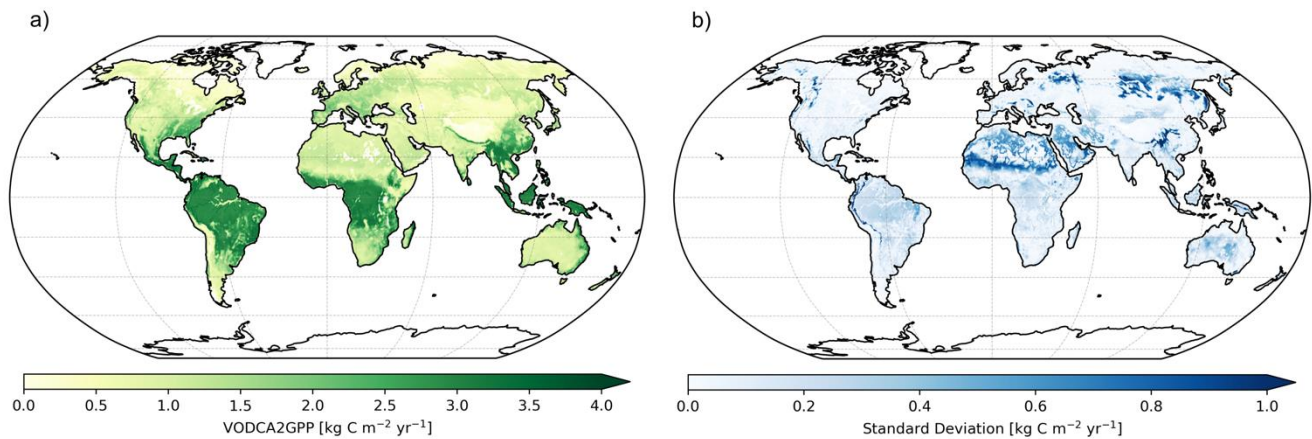 a)
b)
0.0 0.5 1.0 1.5 2.0 2.5 3.0 3.5 4.0
VODCA2GPP [kg C m⁻² yr⁻¹]
0.0 0.2 0.4 0.6 0.8 1.0
Standard Deviation [kg C m⁻² yr⁻¹]